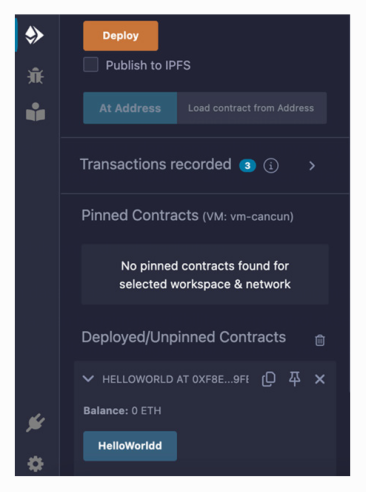 Deploy
Publish to IPFS
At Address Load contract from Address
Transactions recorded 3
Pinned Contracts (VM: vm-cancun)
No pinned contracts found for
selected workspace & network
Deployed/Unpinned Contracts
HELLOWORLD AT 0XF8E...9FE
Balance: 0 ETH
HelloWorldd